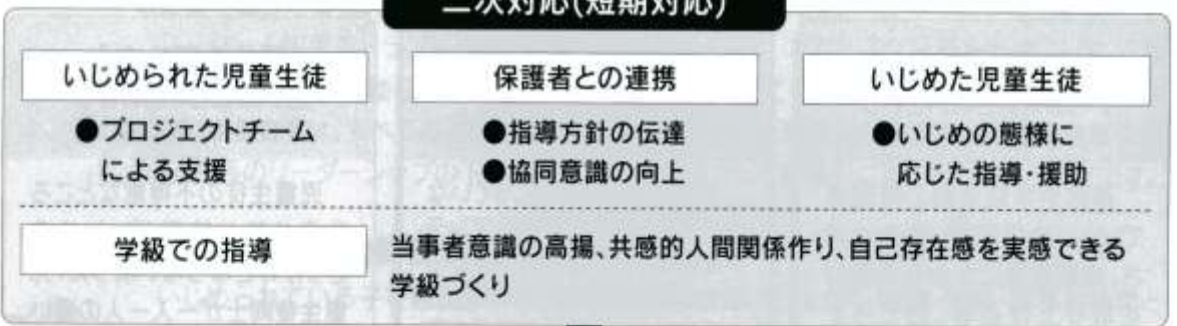 二次対応(短期対応)
いじめられた児童生徒
●プロジェクトチーム
による支援
保護者との連携
●指導方針の伝達
●協同意識の向上
いじめた児童生徒
●いじめの態様に
応じた指導・援助
学級での指導
当事者意識の高揚、共感的人間関係作り、自己存在感を実感できる
学級づくり